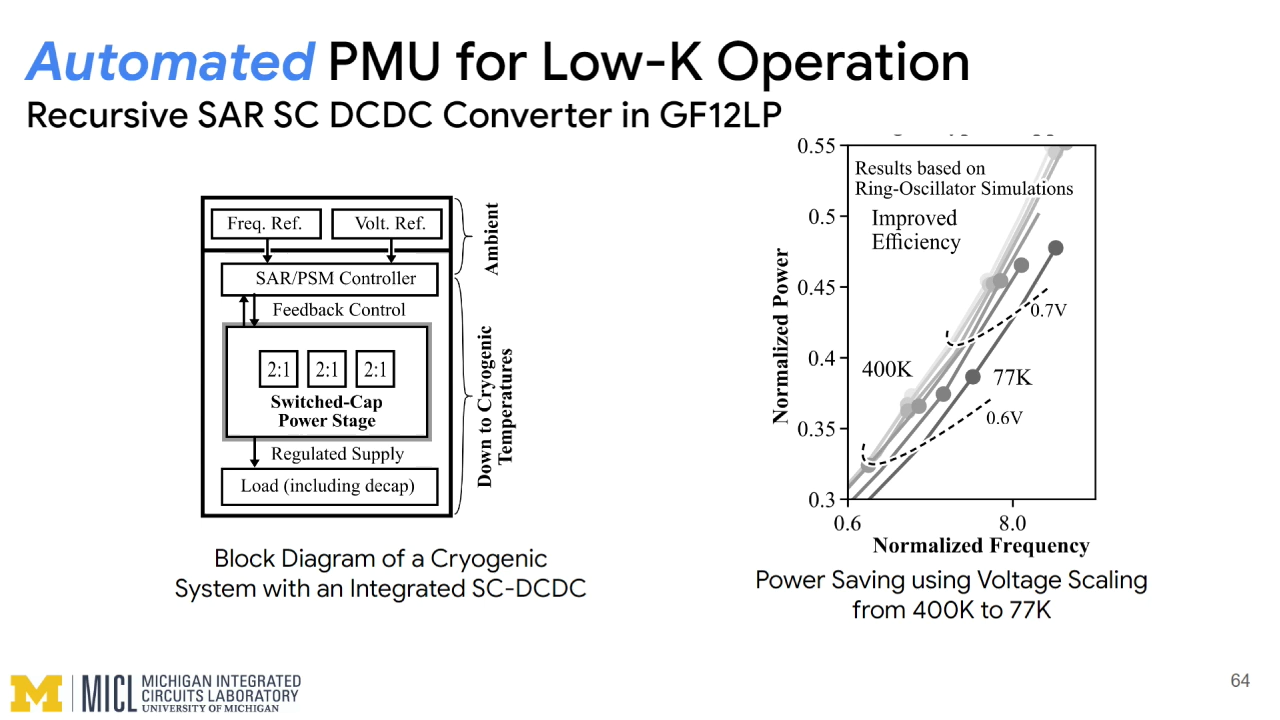 Automated PMU for Low-K Operation
Recursive SAR SC DCDC Converter in GF12LP
Freq. Ref.
Volt. Ref.
SAR/PSM Controller
Feedback Control
2:1
2:1
2:1
Switched-Cap
Power Stage
Regulated Supply
Load (including decap)
Ambient
Down to Cryogenic
Temperatures
Block Diagram of a Cryogenic
System with an Integrated SC-DCDC
0.55
0.5
0.45
0.4
0.35
0.3
Normalized Power
Results based on
Ring-Oscillator Simulations
Improved
Efficiency
0.7V
400K
77K
0.6V
0.6
8.0
Normalized Frequency
Power Saving using Voltage Scaling
from 400K to 77K
M
MICL
MICHIGAN INTEGRATED
CIRCUITS LABORATORY
UNIVERSITY OF MICHIGAN
64